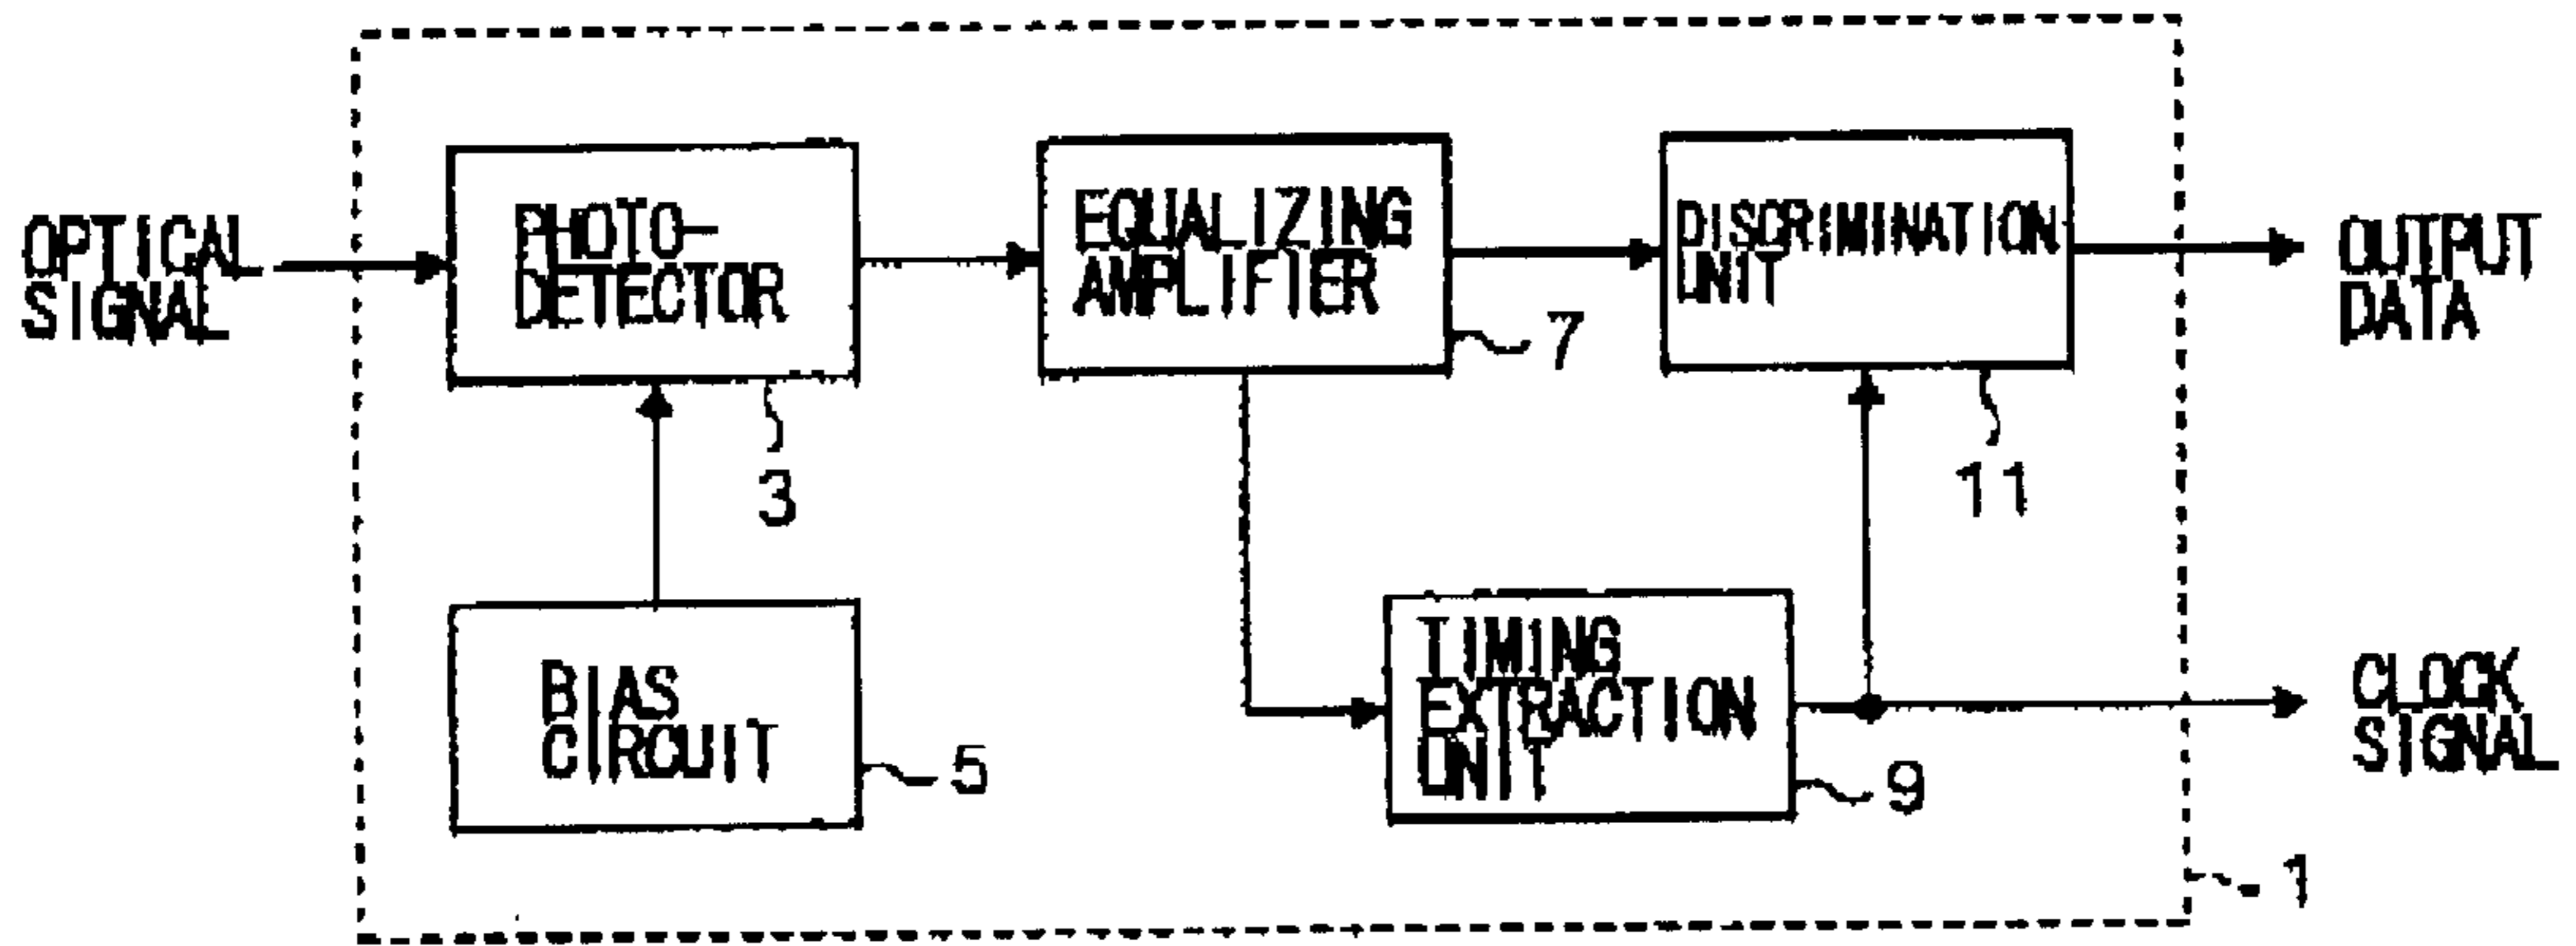 OPTICAL
SIGNAL
PHOTO-
DETECTOR
3
BIAS
CIRCUIT
5
EQUALIZING
AMPLIFIER
7
TIMING
EXTRACTION
UNIT
9
DISCRIMINATION
UNIT
11
OUTPUT
DATA
CLOCK
SIGNAL
1